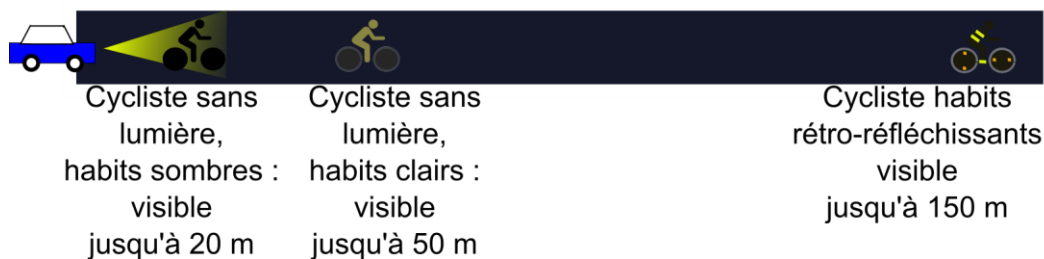 Cycliste sans
lumière,
habits sombres :
visible
jusqu'à 20 m
Cycliste sans
lumière,
habits clairs :
visible
jusqu'à 50 m
Cycliste habits
rétro-réfléchissants
visible
jusqu'à 150 m